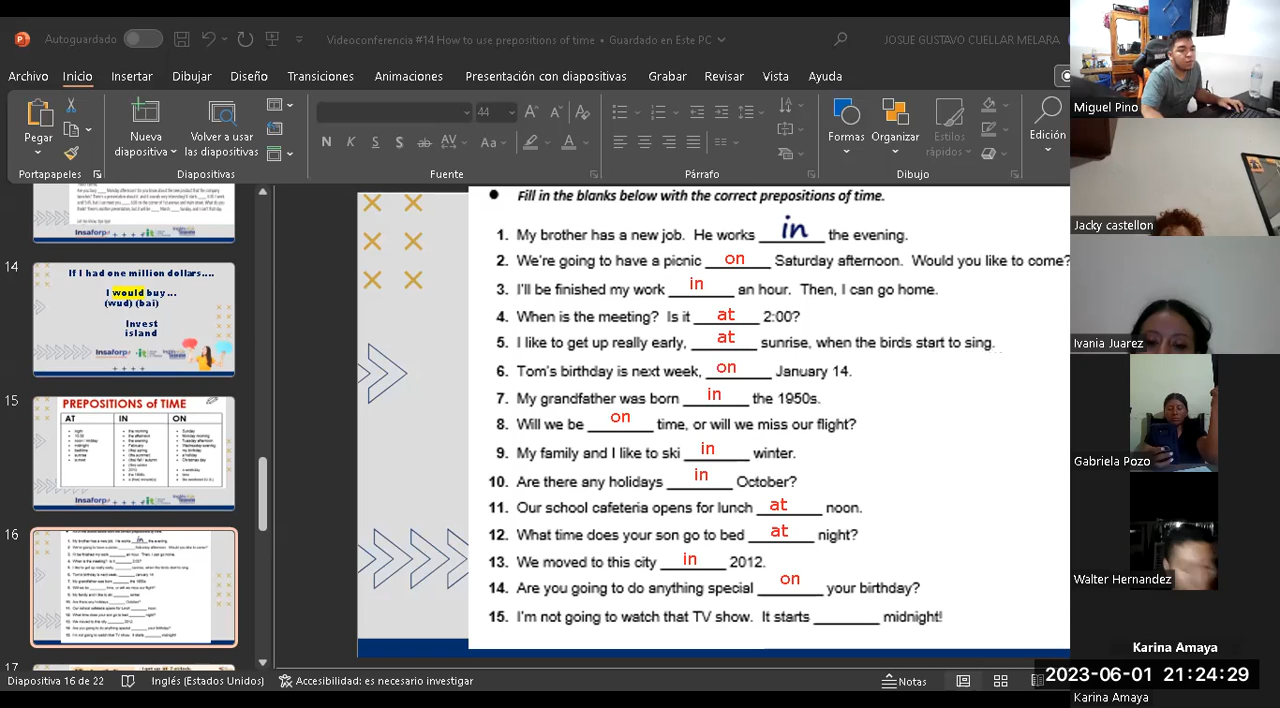 Autoguardado
Videoconferencia #14 how to use prepositions of time • Guardado en Este PC
JOSUE GUSTAVO CUELLAR MELARA
Archivo Inicio Insertar Dibujar Diseño Transiciones Animaciones Presentación con diapositivas Grabar Revisar Vista Ayuda
Pegar
Nueva diapositiva
Volver a usar las diapositivas
44
N K S S ab AV Aa A
Formas
Organizar
Estilos rápidos
Edición
Portapapeles Diapositivas Fuente Párrafo Dibujo
Insaforp
14
If I had one million dollars....
I would buy...
(wud) (bai)
Invest
island
Insaforp
15
PREPOSITIONS of TIME
AT IN ON
Insaforp
16
17
Fill in the blanks below with the correct prepositions of time.
1. My brother has a new job. He works in the evening.
2. We're going to have a picnic on Saturday afternoon. Would you like to come?
3. I'll be finished my work in an hour. Then, I can go home.
4. When is the meeting? Is it at 2:00?
5. I like to get up really early, at sunrise, when the birds start to sing.
6. Tom's birthday is next week, on January 14.
7. My grandfather was born in the 1950s.
8. Will we be on time, or will we miss our flight?
9. My family and I like to ski in winter.
10. Are there any holidays in October?
11. Our school cafeteria opens for lunch at noon.
12. What time does your son go to bed at night?
13. We moved to this city in 2012.
14. Are you going to do anything special on your birthday?
15. I'm not going to watch that TV show. It starts ________ midnight!
Diapositiva 16 de 22
Inglés (Estados Unidos)
Accesibilidad: es necesario investigar
Notas
Miguel Pino
Jacky castellon
Ivania Juarez
Gabriela Pozo
Walter Hernandez
Karina Amaya
2023-06-01 21:24:29
Karina Amaya